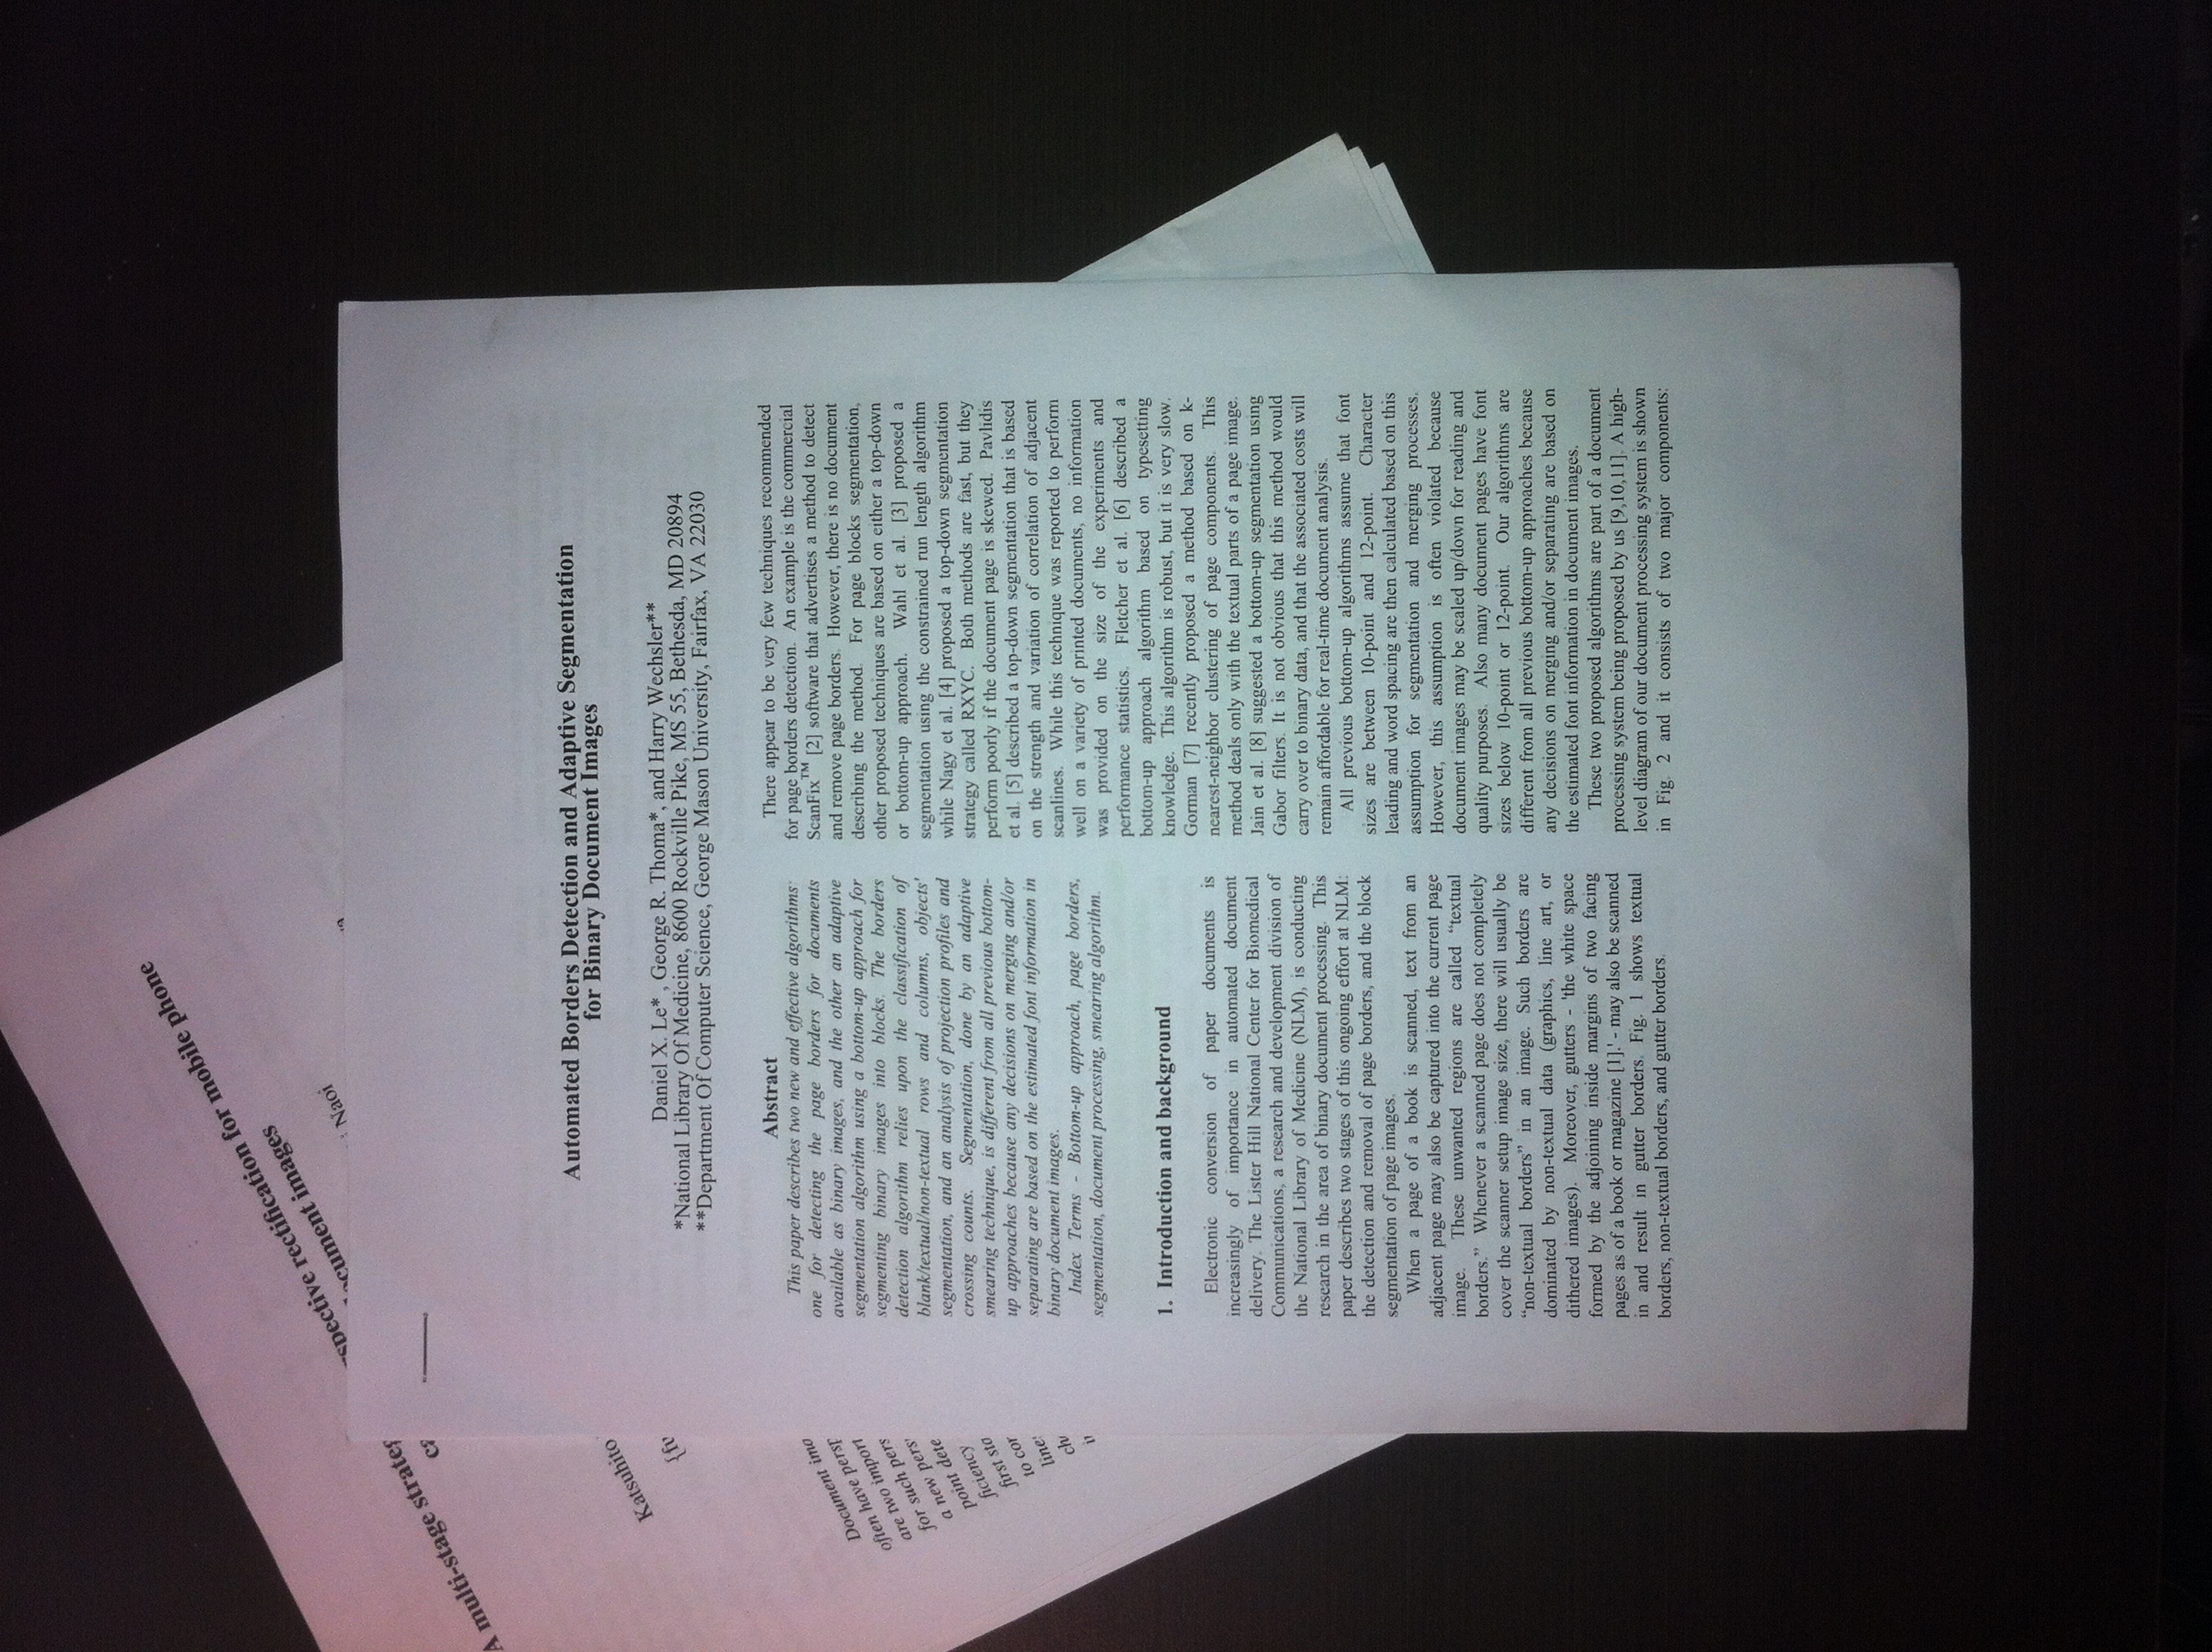 spective rectification for mobile phone
document images
Naoi
A multi-stage
Katsuhito
Document
often have
are two
for such
a new
point
first
to
Automated Borders Detection and Adaptive Segmentation
for Binary Document Images
Daniel X. Le* , George R. Thoma*, and Harry Wechsler**
*National Library Of Medicine, 8600 Rockville Pike, MS 55, Bethesda, MD 20894
**Department Of Computer Science, George Mason University, Fairfax, VA 22030
Abstract
This paper describes two new and effective algorithms:
one for detecting the page borders for documents
available as binary images, and the other an adaptive
segmentation algorithm using a bottom-up approach for
segmenting binary images into blocks. The borders
detection algorithm relies upon the classification of
blank/textual/non-textual rows and columns, objects'
segmentation, and an analysis of projection profiles and
crossing counts. Segmentation, done by an adaptive
smearing technique, is different from all previous bottom-
up approaches because any decisions on merging and/or
separating are based on the estimated font information in
binary document images.
Index Terms - Bottom-up approach, page borders,
segmentation, document processing, smearing algorithm.
1. Introduction and background
Electronic conversion of paper documents is
increasingly of importance in automated document
delivery. The Lister Hill National Center for Biomedical
Communications, a research and development division of
the National Library of Medicine (NLM), is conducting
research in the area of binary document processing. This
paper describes two stages of this ongoing effort at NLM:
the detection and removal of page borders, and the block
segmentation of page images.
When a page of a book is scanned, text from an
adjacent page may also be captured into the current page
image. These unwanted regions are called “textual
borders.” Whenever a scanned page does not completely
cover the scanner setup image size, there will usually be
“non-textual borders” in an image. Such borders are
dominated by non-textual data (graphics, line art, or
dithered images). Moreover, gutters - 'the white space
formed by the adjoining inside margins of two facing
pages as of a book or magazine [1].' - may also be scanned
in and result in gutter borders. Fig. 1 shows textual
borders, non-textual borders, and gutter borders.
There appear to be very few techniques recommended
for page borders detection. An example is the commercial
ScanFix™ [2] software that advertises a method to detect
and remove page borders. However, there is no document
describing the method. For page blocks segmentation,
other proposed techniques are based on either a top-down
or bottom-up approach. Wahl et al. [3] proposed a
segmentation using the constrained run length algorithm
while Nagy et al. [4] proposed a top-down segmentation
strategy called RXYC. Both methods are fast, but they
perform poorly if the document page is skewed. Pavlidis
et al. [5] described a top-down segmentation that is based
on the strength and variation of correlation of adjacent
scanlines. While this technique was reported to perform
well on a variety of printed documents, no information
was provided on the size of the experiments and
performance statistics. Fletcher et al. [6] described a
bottom-up approach algorithm based on typesetting
knowledge. This algorithm is robust, but it is very slow.
Gorman [7] recently proposed a method based on k-
nearest-neighbor clustering of page components. This
method deals only with the textual parts of a page image.
Jain et al. [8] suggested a bottom-up segmentation using
Gabor filters. It is not obvious that this method would
carry over to binary data, and that the associated costs will
remain affordable for real-time document analysis.
All previous bottom-up algorithms assume that font
sizes are between 10-point and 12-point. Character
leading and word spacing are then calculated based on this
assumption for segmentation and merging processes.
However, this assumption is often violated because
document images may be scaled up/down for reading and
quality purposes. Also many document pages have font
sizes below 10-point or 12-point. Our algorithms are
different from all previous bottom-up approaches because
any decisions on merging and/or separating are based on
the estimated font information in document images.
These two proposed algorithms are part of a document
processing system being proposed by us [9,10,11]. A high-
level diagram of our document processing system is shown
in Fig. 2 and it consists of two major components: